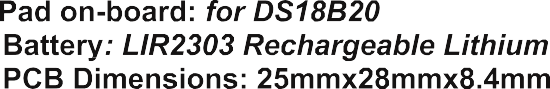 Pad on-board: for DS18B20
Battery: LIR2303 Rechargeable Lithium
PCB Dimensions: 25mmx28mmx8.4mm